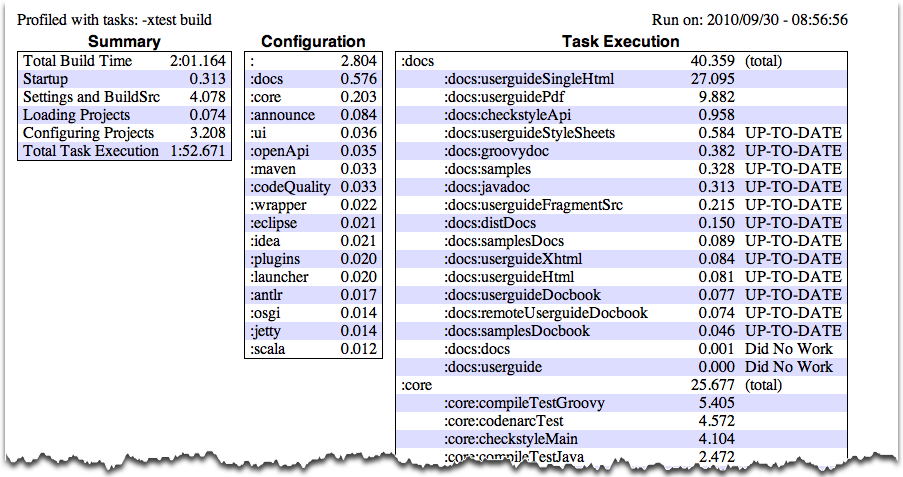 Profiled with tasks: -xtest build
Run on: 2010/09/30 - 08:56:56
Summary
Total Build Time 2:01.164
Startup 0.313
Settings and BuildSrc 4.078
Loading Projects 0.074
Configuring Projects 3.208
Total Task Execution 1:52.671
Configuration
: 2.804
:docs 0.576
:core 0.203
:announce 0.084
:ui 0.036
:openApi 0.035
:maven 0.033
:codeQuality 0.033
:wrapper 0.022
:eclipse 0.021
:idea 0.021
:plugins 0.020
:launcher 0.020
:antlr 0.017
:osgi 0.014
:jetty 0.014
:scala 0.012
Task Execution
:docs 40.359 (total)
:docs:userguideSingleHtml 27.095
:docs:userguidePdf 9.882
:docs:checkstyleApi 0.958
:docs:userguideStyleSheets 0.584 UP-TO-DATE
:docs:groovydoc 0.382 UP-TO-DATE
:docs:samples 0.328 UP-TO-DATE
:docs:javadoc 0.313 UP-TO-DATE
:docs:userguideFragmentSrc 0.215 UP-TO-DATE
:docs:distDocs 0.150 UP-TO-DATE
:docs:samplesDocs 0.089 UP-TO-DATE
:docs:userguideXhtml 0.084 UP-TO-DATE
:docs:userguideHtml 0.081 UP-TO-DATE
:docs:userguideDocbook 0.077 UP-TO-DATE
:docs:remoteUserguideDocbook 0.074 UP-TO-DATE
:docs:samplesDocbook 0.046 UP-TO-DATE
:docs:docs 0.001 Did No Work
:docs:userguide 0.000 Did No Work
:core 25.677 (total)
:core:compileTestGroovy 5.405
:core:codenarcTest 4.572
:core:checkstyleMain 4.104
:core:compileTestJava 2.472